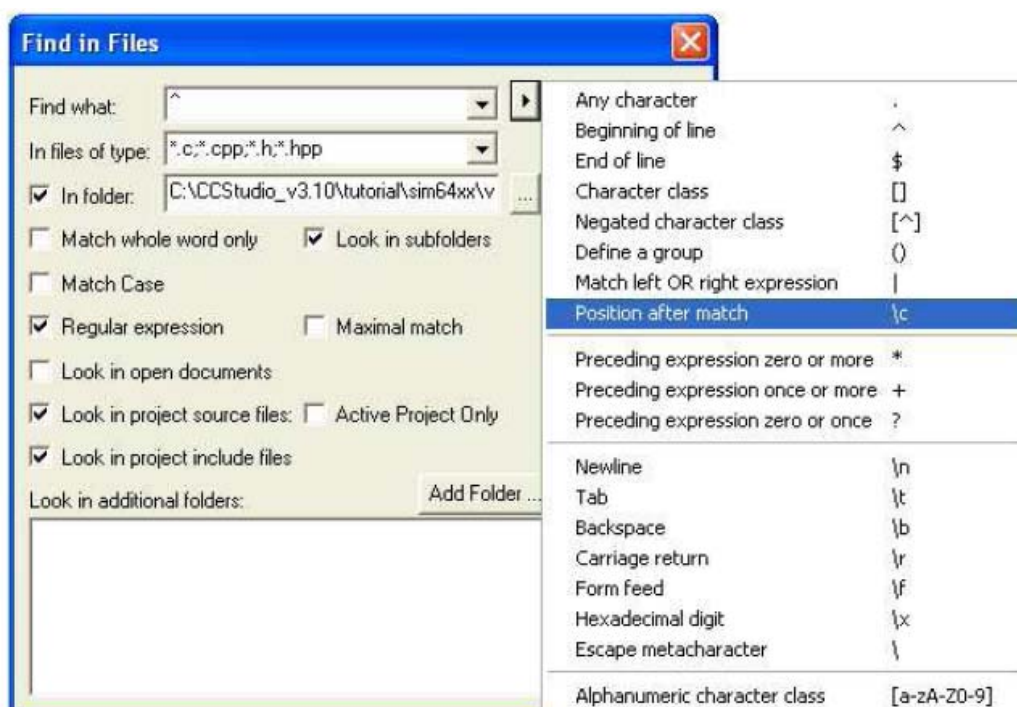 Find in Files
Find what: ^
In files of type: *.c;*.cpp;*.h;*.hpp
In folder: C:\CCStudio_v3.10\tutorial\sim64xx\v ...
Match whole word only Look in subfolders
Match Case
Regular expression Maximal match
Look in open documents
Look in project source files: Active Project Only
Look in project include files
Look in additional folders: Add Folder ...
Any character .
Beginning of line ^
End of line $
Character class []
Negated character class [^]
Define a group ()
Match left OR right expression |
Position after match \c
Preceding expression zero or more *
Preceding expression once or more +
Preceding expression zero or once ?
Newline \n
Tab \t
Backspace \b
Carriage return \r
Form feed \f
Hexadecimal digit \x
Escape metacharacter \
Alphanumeric character class [a-zA-Z0-9]